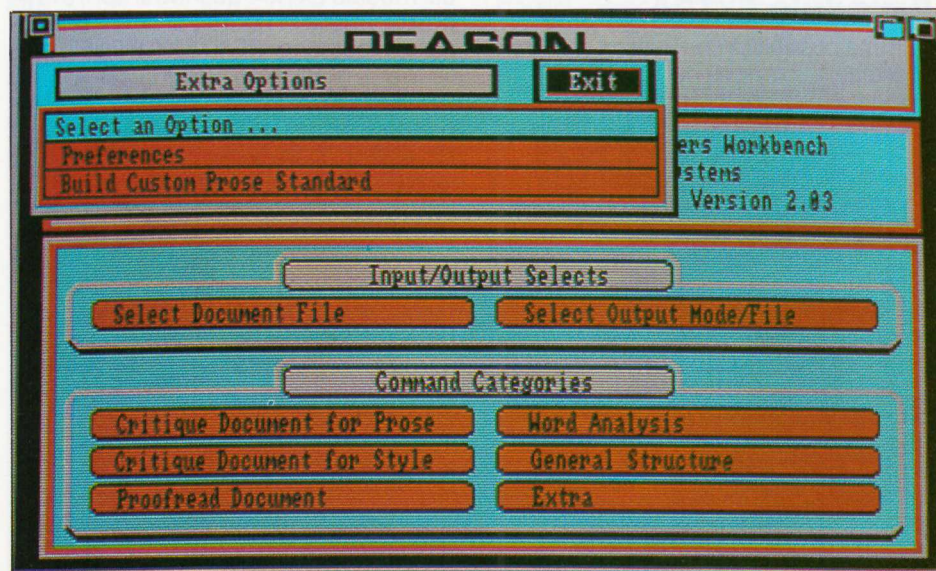 REASON
Extra Options
Exit
Select an Option ...
Preferences
Build Custom Prose Standard
ers Workbench
stems
Version 2.03
Input/Output Selects
Select Document File
Select Output Mode/File
Command Categories
Critique Document for Prose
Word Analysis
Critique Document for Style
General Structure
Proofread Document
Extra